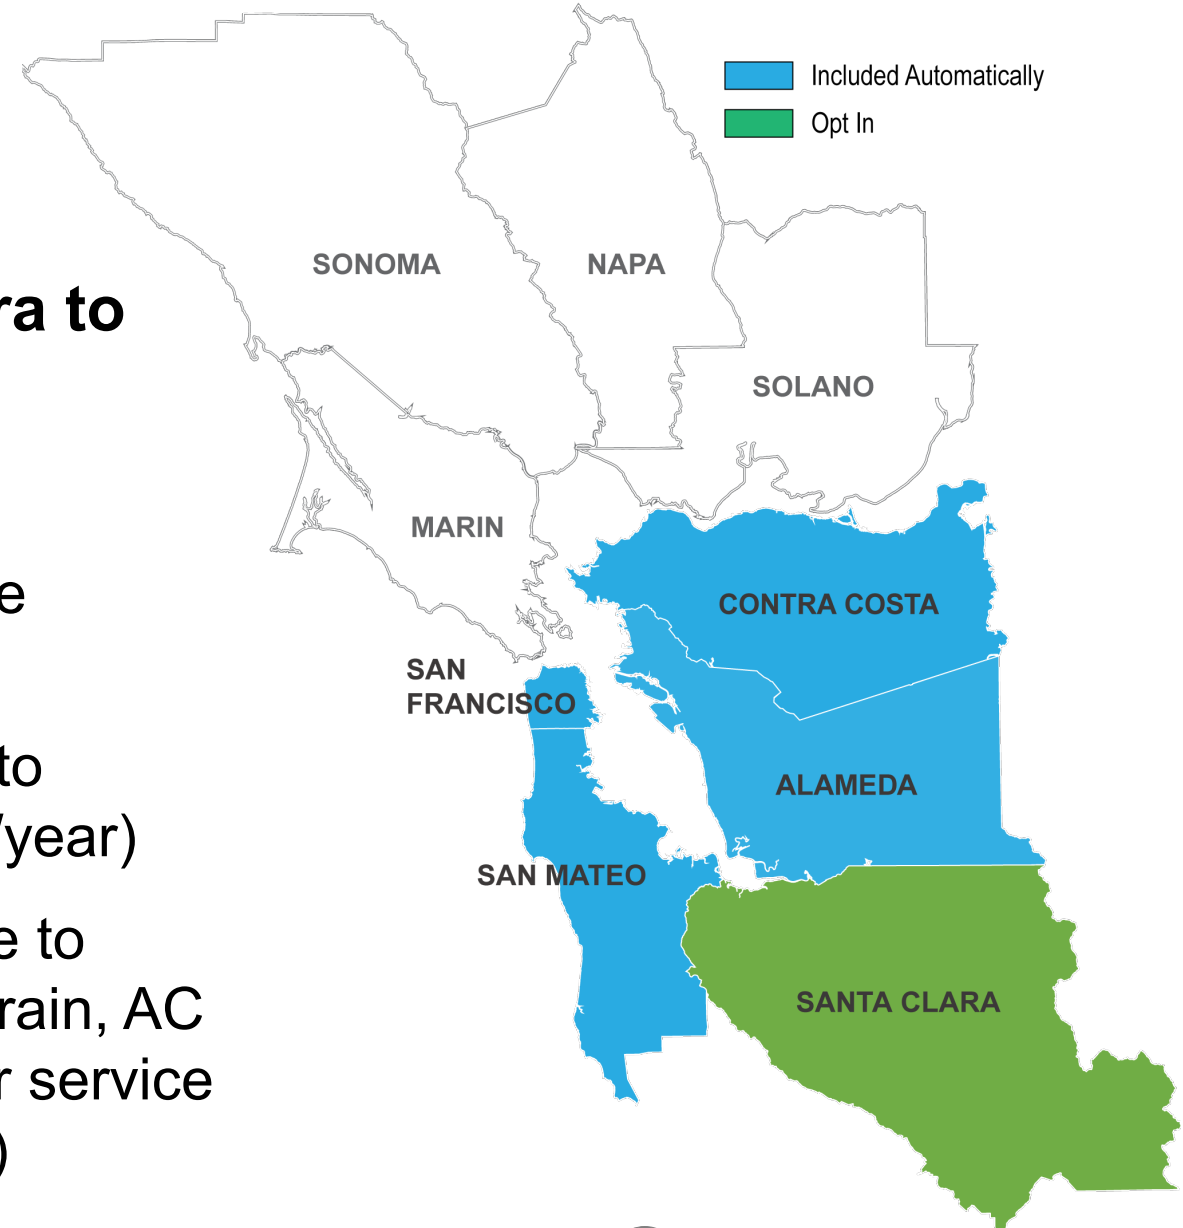 Included Automatically
Opt In
SONOMA
NAPA
ra to
SOLANO
MARIN
e
CONTRA COSTA
SAN
FRANCISCO
to
ALAMEDA
/year)
SAN MATEO
e to
rain, AC
SANTA CLARA
r service
)